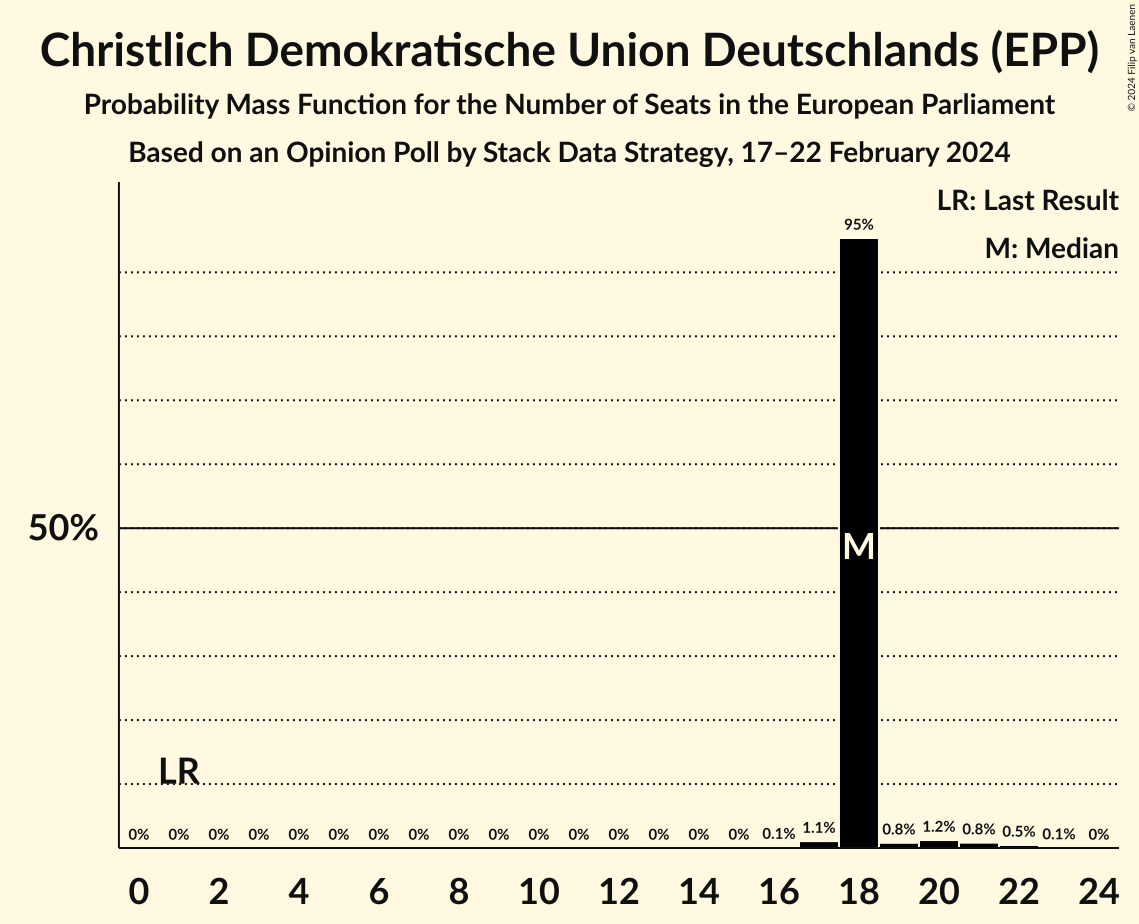 Christlich Demokratische Union Deutschlands (EPP)
Probability Mass Function for the Number of Seats in the European Parliament
Based on an Opinion Poll by Stack Data Strategy, 17–22 February 2024
© 2024 Filip van Laenen
LR: Last Result
M: Median
95%
50%
M
LR
0% 0% 0% 0% 0% 0% 0% 0% 0% 0% 0% 0% 0% 0% 0% 0% 0.1% 1.1% 0.8% 1.2% 0.8% 0.5% 0.1% 0%
0 2 4 6 8 10 12 14 16 18 20 22 24